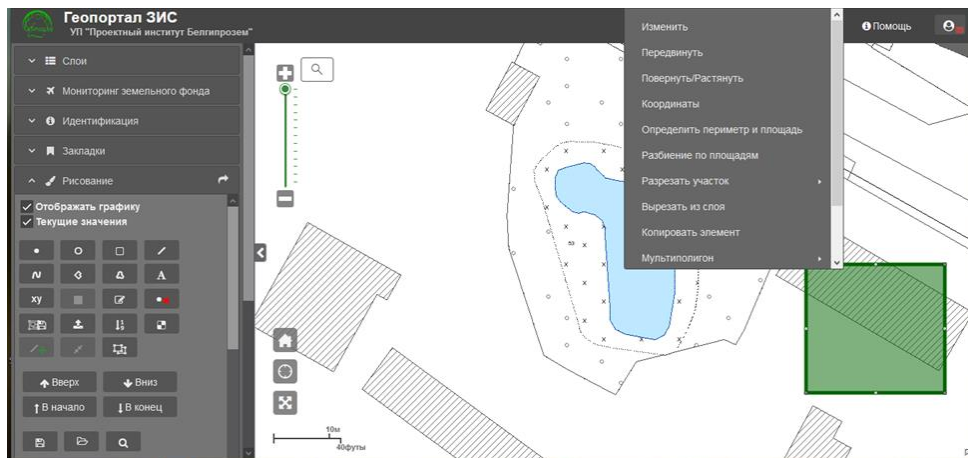 Геопортал ЗИС
УП "Проектный институт Белгипрозем"
Помощь
Слои
Мониторинг земельного фонда
Идентификация
Закладки
Рисование
Отображать графику
Текущие значения
A
xy
Вверх
Вниз
В начало
В конец
Изменить
Передвинуть
Повернуть/Растянуть
Координаты
Определить периметр и площадь
Разбиение по площадям
Разрезать участок
Вырезать из слоя
Копировать элемент
Мультиполигон
53
10м
40футы